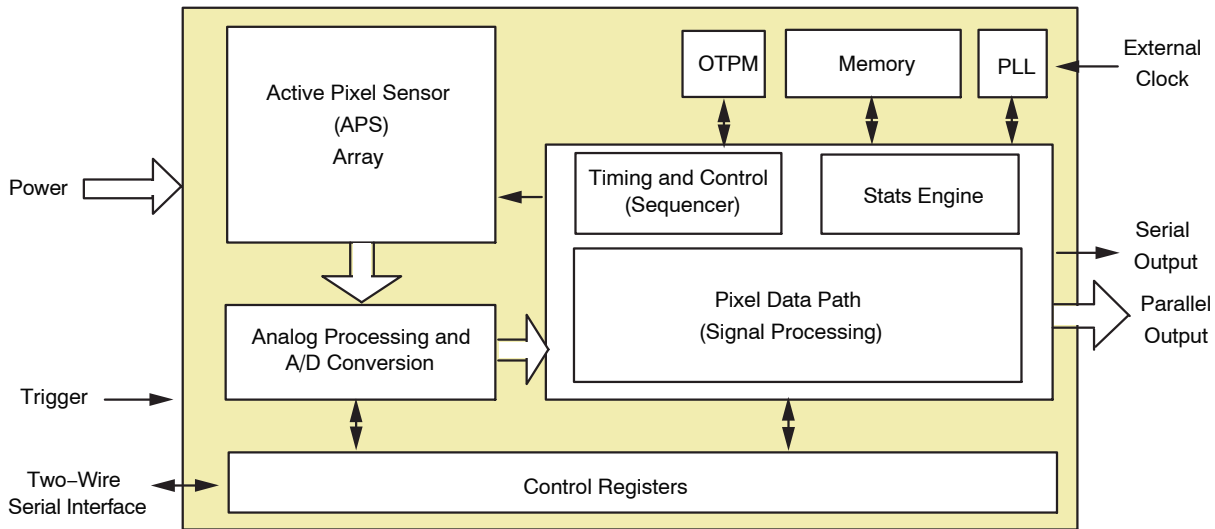 Active Pixel Sensor
(APS)
Array
OTPM
Memory
PLL
External
Clock
Power
Timing and Control
(Sequencer)
Stats Engine
Serial
Output
Pixel Data Path
(Signal Processing)
Parallel
Output
Analog Processing and
A/D Conversion
Trigger
Two−Wire
Serial Interface
Control Registers